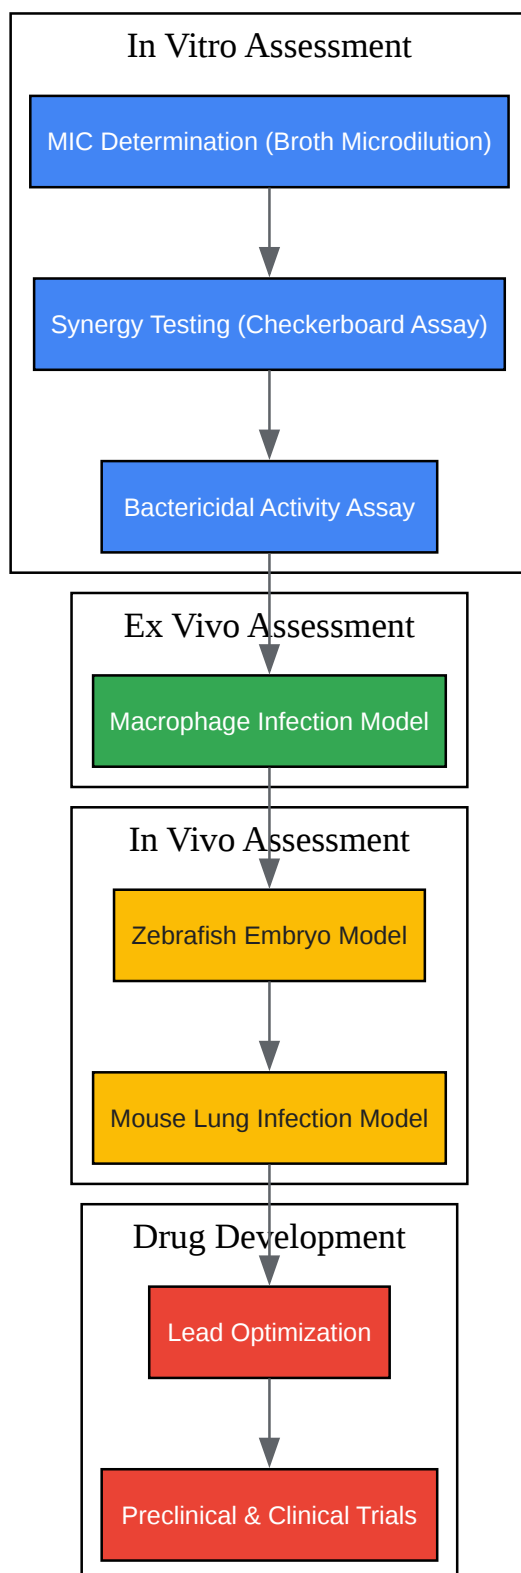 In Vitro Assessment
MIC Determination (Broth Microdilution)
Synergy Testing (Checkerboard Assay)
Bactericidal Activity Assay
Ex Vivo Assessment
Macrophage Infection Model
In Vivo Assessment
Zebrafish Embryo Model
Mouse Lung Infection Model
Drug Development
Lead Optimization
Preclinical & Clinical Trials